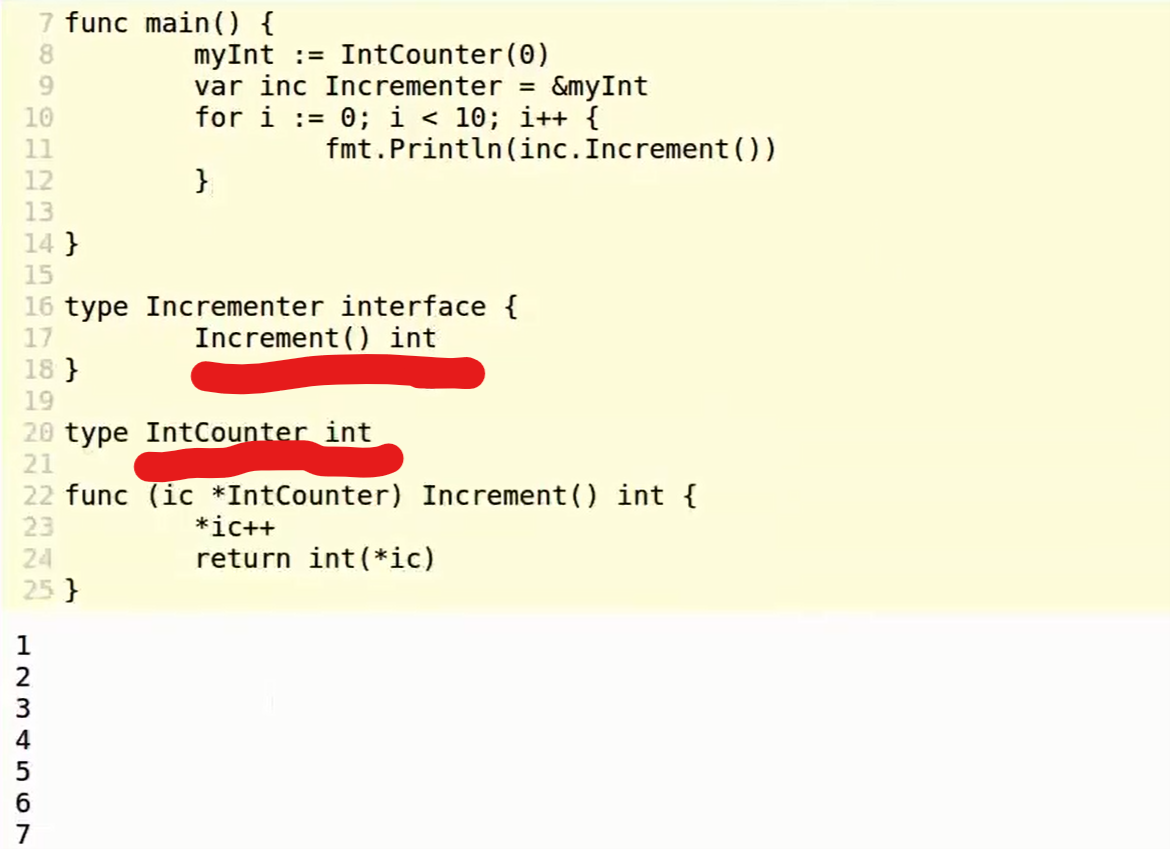 7 func main() {
8 myInt := IntCounter(0)
9 var inc Incrementer = &myInt
10 for i := 0; i < 10; i++ {
11 fmt.Println(inc.Increment())
12 }
13
14 }
15
16 type Incrementer interface {
17 Increment() int
18 }
19
20 type IntCounter int
21
22 func (ic *IntCounter) Increment() int {
23 *ic++
24 return int(*ic)
25 }
1
2
3
4
5
6
7